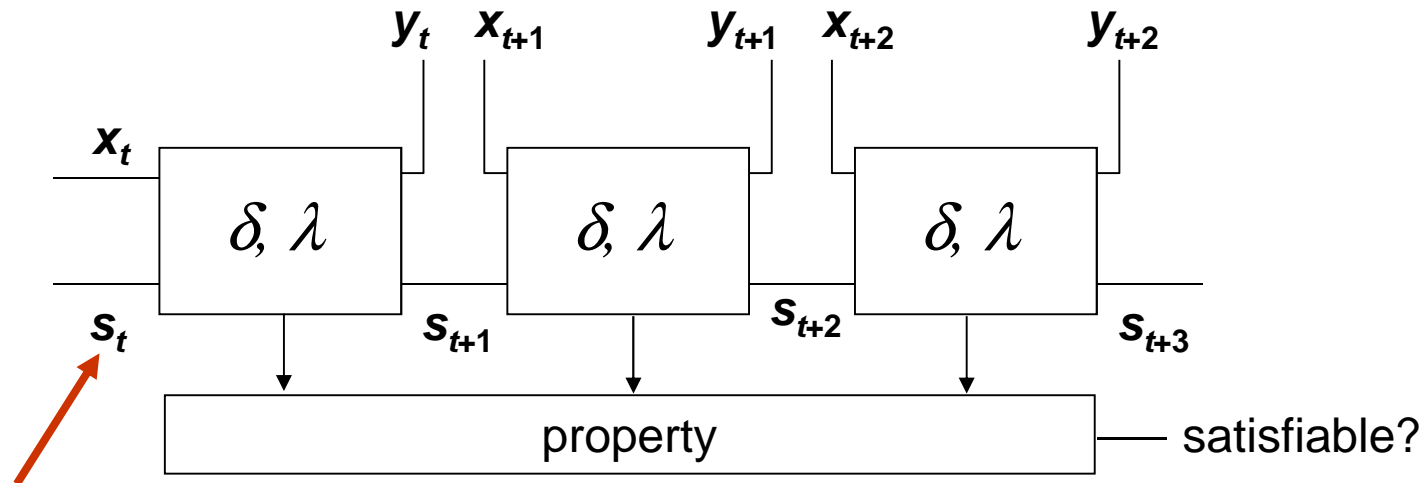 yₜ xₜ₊₁ yₜ₊₁ xₜ₊₂ yₜ₊₂
xₜ
δ, λ δ, λ δ, λ
sₜ sₜ₊₁ sₜ₊₂ sₜ₊₃
property satisfiable?